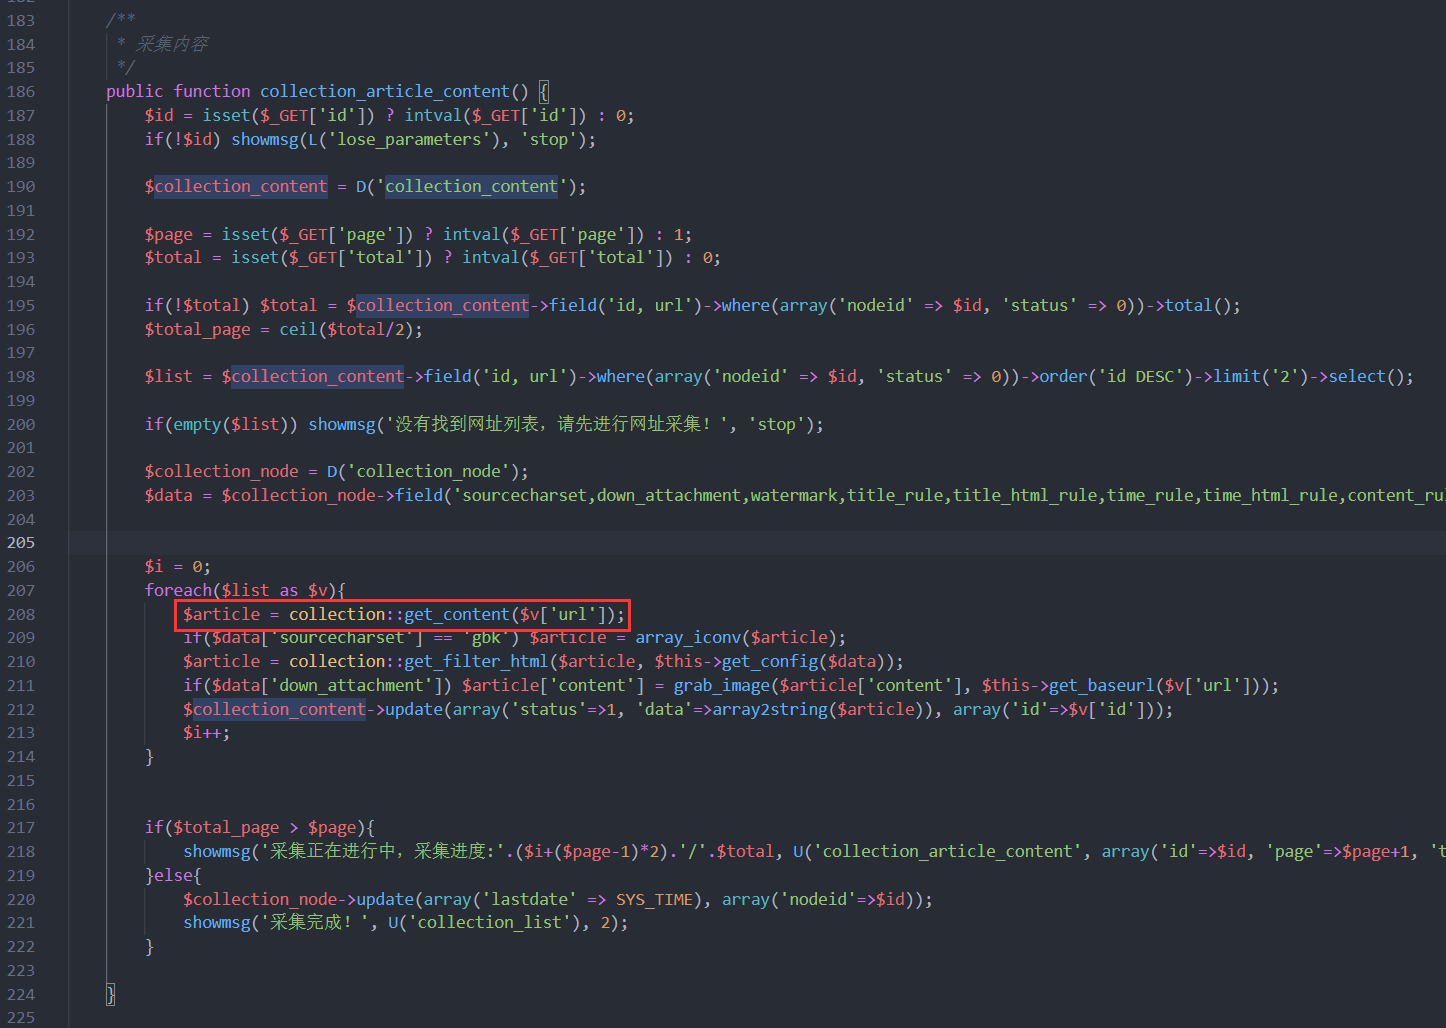 182
183 /**
184 * 采集内容
185 */
186 public function collection_article_content() {
187 $id = isset($_GET['id']) ? intval($_GET['id']) : 0;
188 if(!$id) showmsg(L('lose_parameters'), 'stop');
189
190 $collection_content = D('collection_content');
191
192 $page = isset($_GET['page']) ? intval($_GET['page']) : 1;
193 $total = isset($_GET['total']) ? intval($_GET['total']) : 0;
194
195 if(!$total) $total = $collection_content->field('id, url')->where(array('nodeid' => $id, 'status' => 0))->total();
196 $total_page = ceil($total/2);
197
198 $list = $collection_content->field('id, url')->where(array('nodeid' => $id, 'status' => 0))->order('id DESC')->limit('2')->select();
199
200 if(empty($list)) showmsg('没有找到网址列表，请先进行网址采集！', 'stop');
201
202 $collection_node = D('collection_node');
203 $data = $collection_node->field('sourcecharset,down_attachment,watermark,title_rule,title_html_rule,time_rule,time_html_rule,content_rul
204
205
206 $i = 0;
207 foreach($list as $v){
208 $article = collection::get_content($v['url']);
209 if($data['sourcecharset'] == 'gbk') $article = array_iconv($article);
210 $article = collection::get_filter_html($article, $this->get_config($data));
211 if($data['down_attachment']) $article['content'] = grab_image($article['content'], $this->get_baseurl($v['url']));
212 $collection_content->update(array('status'=>1, 'data'=>array2string($article)), array('id'=>$v['id']));
213 $i++;
214 }
215
216
217 if($total_page > $page){
218 showmsg('采集正在进行中，采集进度:'.($i+($page-1)*2).'/'.$total, U('collection_article_content', array('id'=>$id, 'page'=>$page+1, 't
219 }else{
220 $collection_node->update(array('lastdate' => SYS_TIME), array('nodeid'=>$id));
221 showmsg('采集完成！', U('collection_list'), 2);
222 }
223
224 }
225